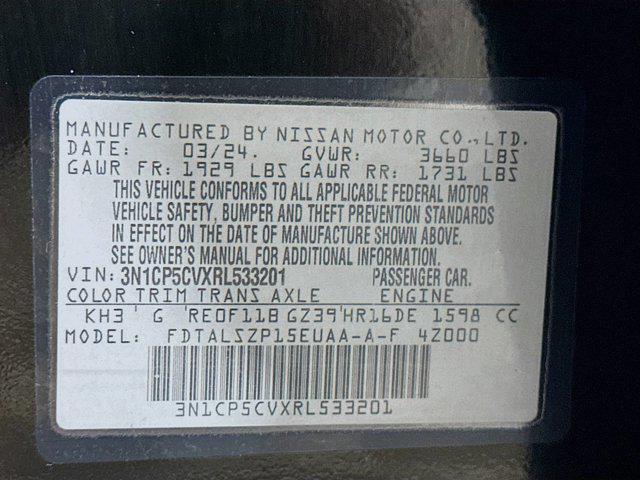 MANUFACTURED BY NISSAN MOTOR CO., LTD.
DATE: 03/24. GVWR: 3660 LBS
GAWR FR: 1929 LBS GAWR RR: 1731 LBS
THIS VEHICLE CONFORMS TO ALL APPLICABLE FEDERAL MOTOR
VEHICLE SAFETY, BUMPER AND THEFT PREVENTION STANDARDS
IN EFFECT ON THE DATE OF MANUFACTURE SHOWN ABOVE.
SEE OWNER'S MANUAL FOR ADDITIONAL INFORMATION.
VIN: 3N1CP5CVXRL533201 PASSENGER CAR.
COLOR TRIM TRANS AXLE ENGINE
KH3 G RE0F11B GZ39 HR16DE 1598 CC
MODEL: FDTALSZP15EUAA-A-F 4Z000
3N1CP5CVXRL533201